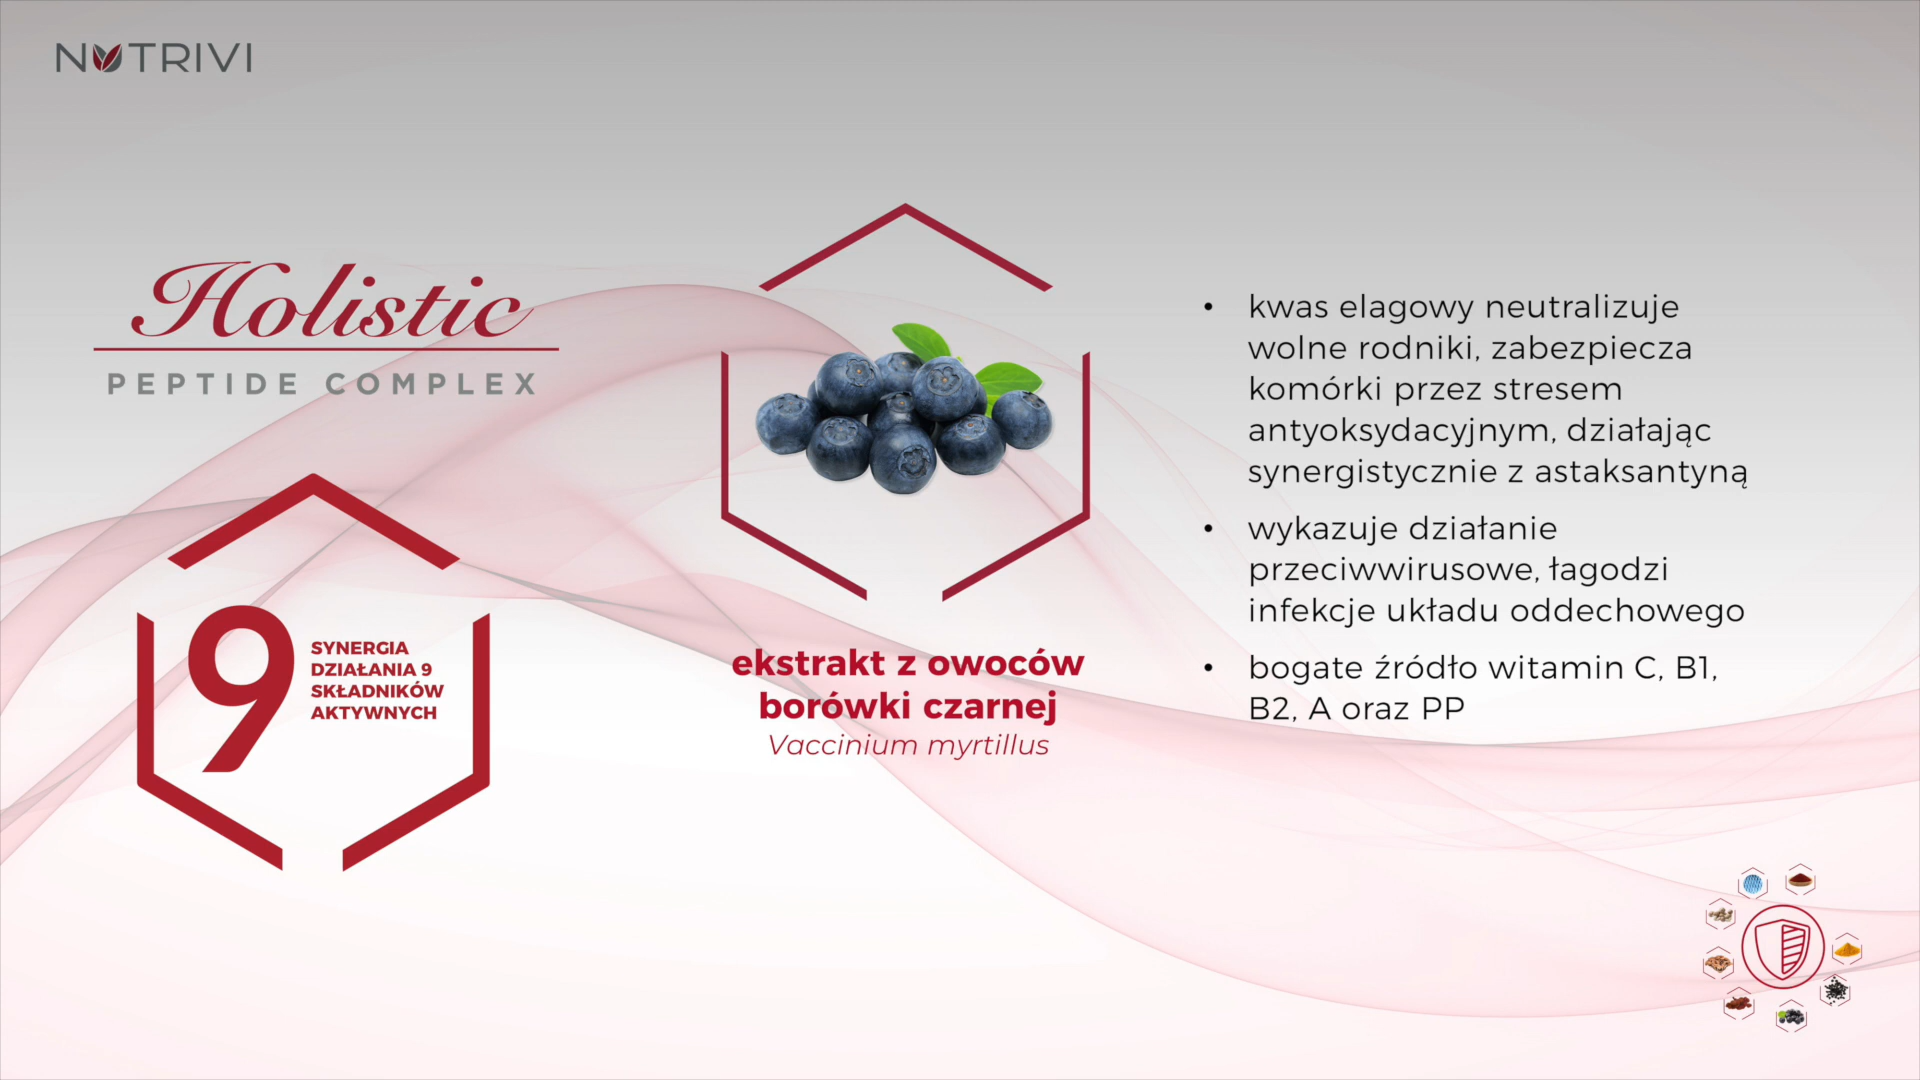 NUTRIVI
Holistic
PEPTIDE COMPLEX
9
SYNERGIA
DZIAŁANIA 9
SKŁADNIKÓW
AKTYWNYCH
ekstrakt z owoców
borówki czarnej
Vaccinium myrtillus
• kwas elagowy neutralizuje
wolne rodniki, zabezpiecza
komórki przez stresem
antyoksydacyjnym, działając
synergistycznie z astaksantyną
• wykazuje działanie
przeciwwirusowe, łagodzi
infekcje układu oddechowego
• bogate źródło witamin C, B1,
B2, A oraz PP